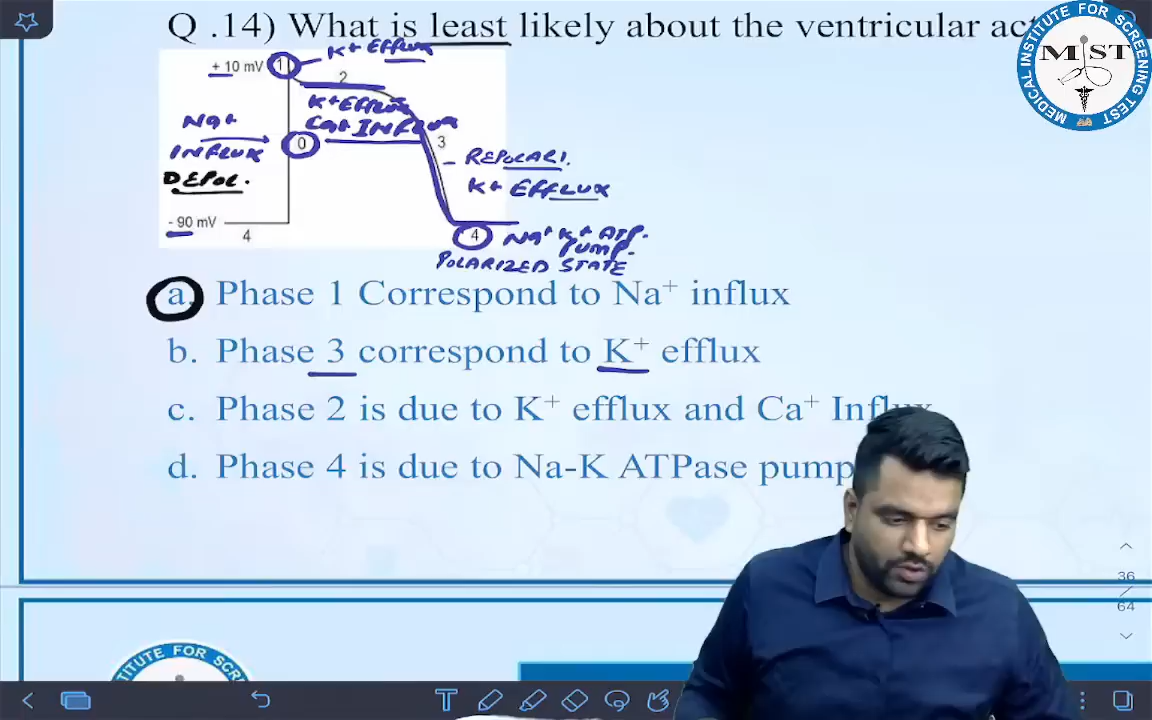 Q .14) What is least likely about the ventricular
MEDICAL INSTITUTE FOR SCREENING TEST
MIST
K+ EFFLUX
+ 10 mV
1
2
K+ EFFLUX
Ca+ INFLUX
Na+
INFLUX
DEPOL.
0
3
REPOLARI.
K+ EFFLUX
- 90 mV
4
4
Na+ K+ ATP.
PUMP.
POLARIZED STATE
a. Phase 1 Correspond to Na⁺ influx
b. Phase 3 correspond to K⁺ efflux
c. Phase 2 is due to K⁺ efflux and Ca⁺ Influx
d. Phase 4 is due to Na-K ATPase pump
36
64
T